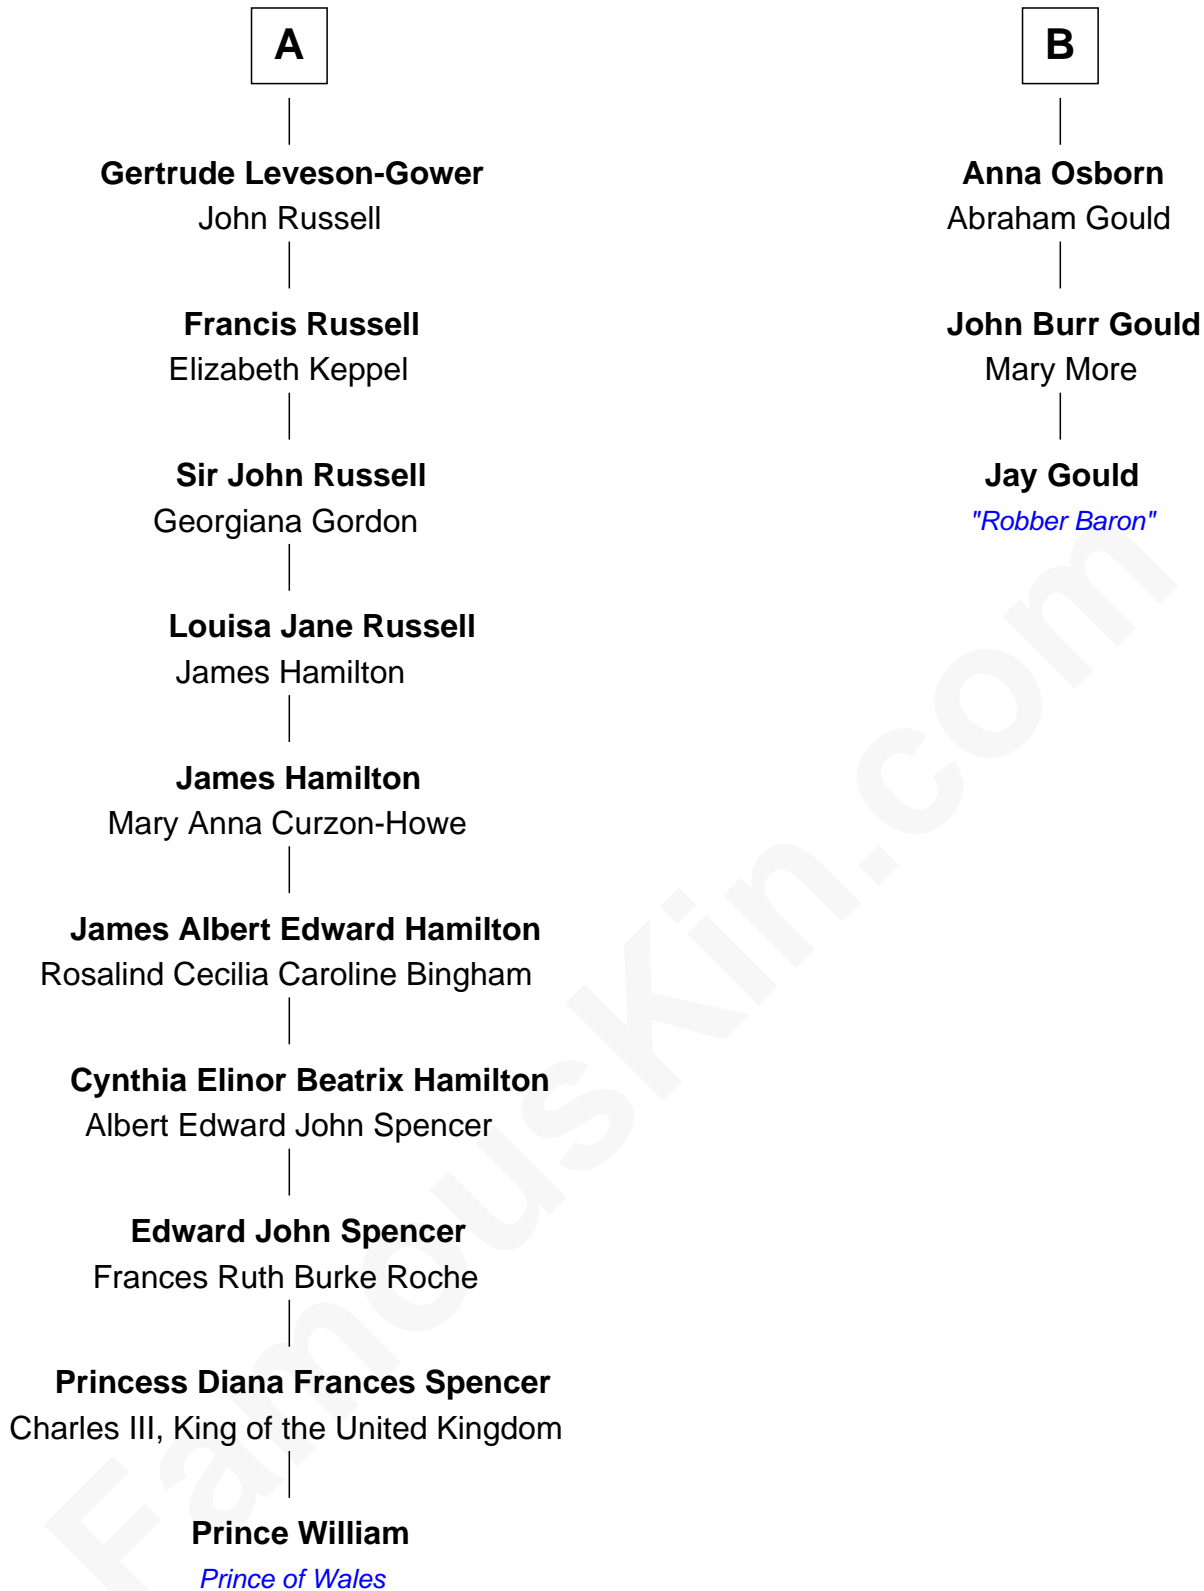 A
Gertrude Leveson-Gower
John Russell
Francis Russell
Elizabeth Keppel
Sir John Russell
Georgiana Gordon
Louisa Jane Russell
James Hamilton
James Hamilton
Mary Anna Curzon-Howe
James Albert Edward Hamilton
Rosalind Cecilia Caroline Bingham
Cynthia Elinor Beatrix Hamilton
Albert Edward John Spencer
Edward John Spencer
Frances Ruth Burke Roche
Princess Diana Frances Spencer
Charles III, King of the United Kingdom
Prince William
Prince of Wales
B
Anna Osborn
Abraham Gould
John Burr Gould
Mary More
Jay Gould
"Robber Baron"
FamousKin.com